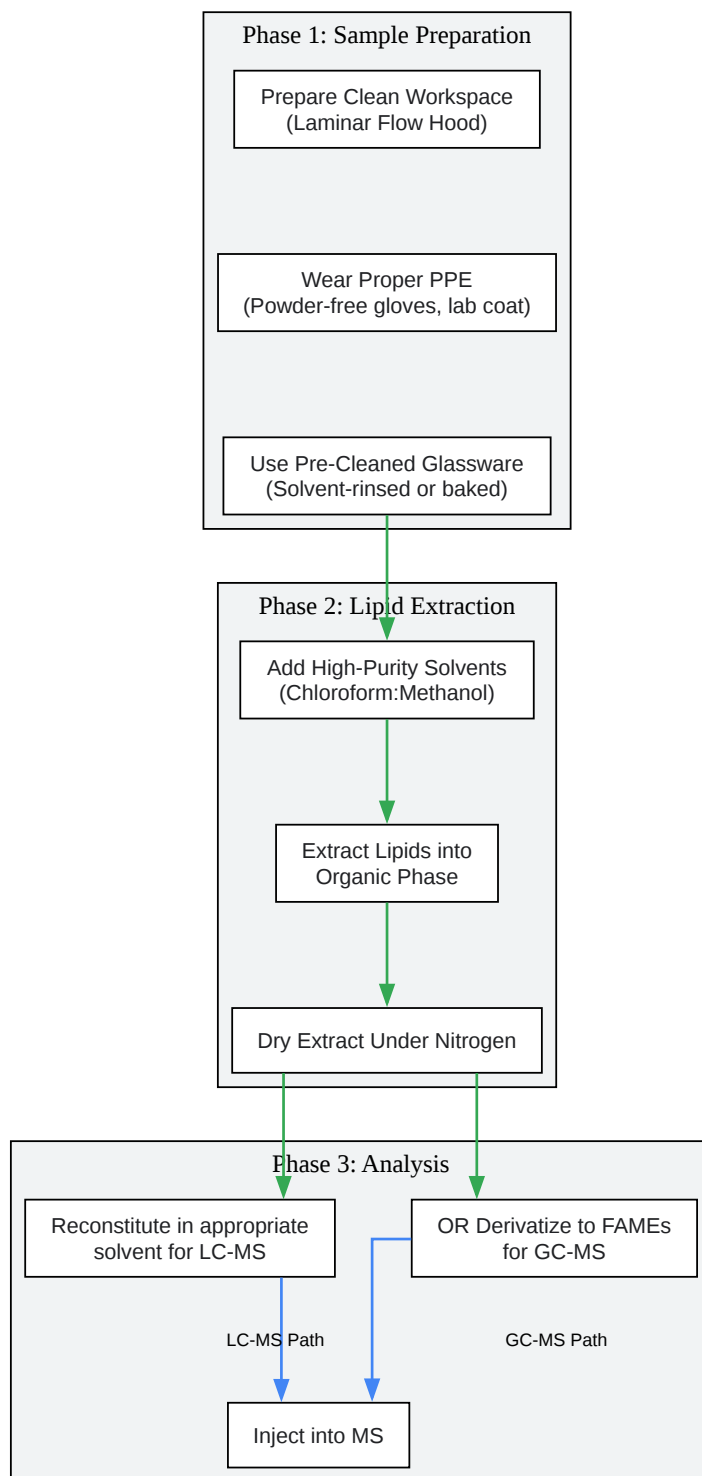 Phase 1: Sample Preparation
Prepare Clean Workspace
(Laminar Flow Hood)
Wear Proper PPE
(Powder-free gloves, lab coat)
Use Pre-Cleaned Glassware
(Solvent-rinsed or baked)
Phase 2: Lipid Extraction
Add High-Purity Solvents
(Chloroform:Methanol)
Extract Lipids into
Organic Phase
Dry Extract Under Nitrogen
Phase 3: Analysis
Reconstitute in appropriate
solvent for LC-MS
OR Derivatize to FAMEs
for GC-MS
LC-MS Path
GC-MS Path
Inject into MS